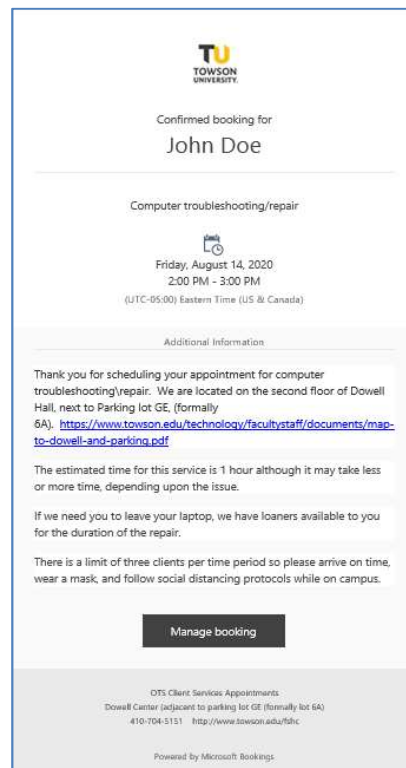 TU
TOWSON
UNIVERSITY.
Confirmed booking for
John Doe
Computer troubleshooting/repair
Friday, August 14, 2020
2:00 PM - 3:00 PM
(UTC-05:00) Eastern Time (US & Canada)
Additional Information
Thank you for scheduling your appointment for computer
troubleshooting\repair. We are located on the second floor of Dowell
Hall, next to Parking lot GE, (formally
6A). https://www.towson.edu/technology/facultystaff/documents/map-
to-dowell-and-parking.pdf
The estimated time for this service is 1 hour although it may take less
or more time, depending upon the issue.
If we need you to leave your laptop, we have loaners available to you
for the duration of the repair.
There is a limit of three clients per time period so please arrive on time,
wear a mask, and follow social distancing protocols while on campus.
Manage booking
OTS Client Services Appointments
Dowell Center (adjacent to parking lot GE (formally lot 6A)
410-704-5151 http://www.towson.edu/fshc
Powered by Microsoft Bookings